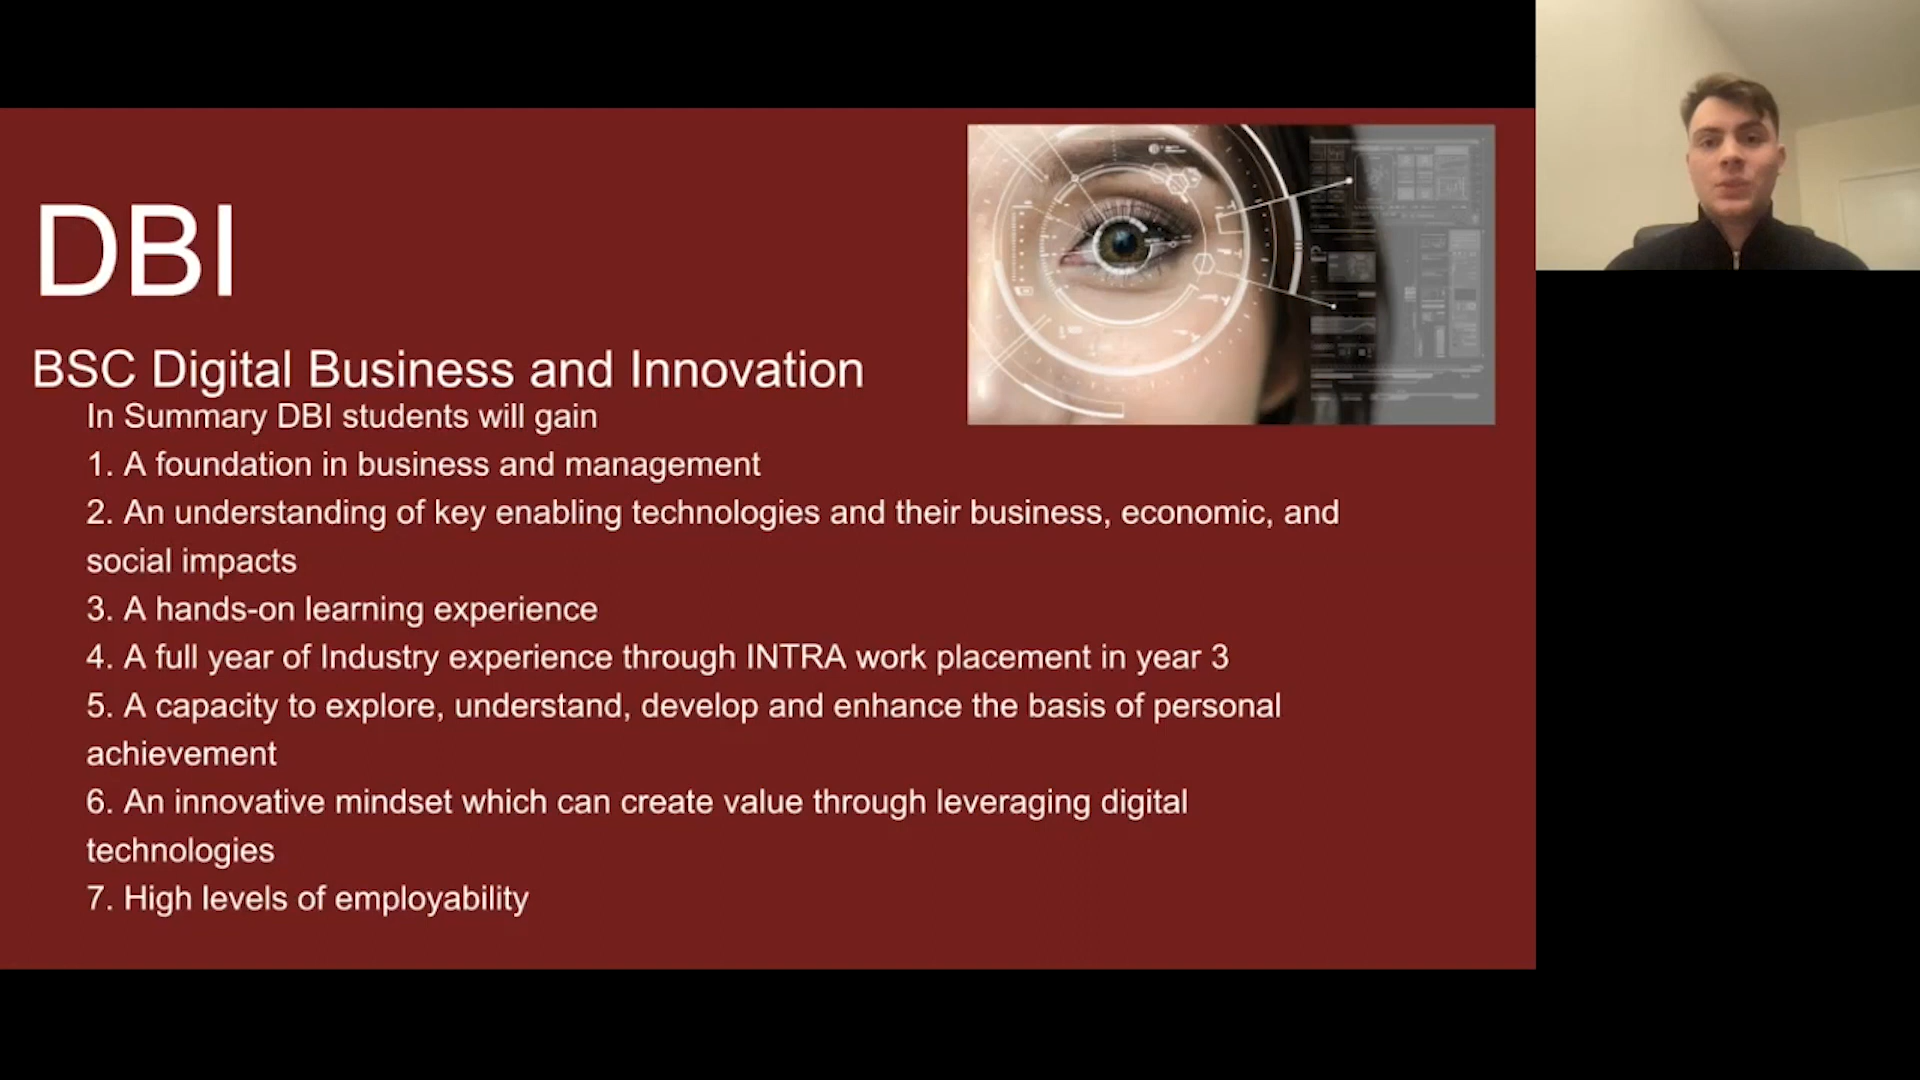 DBI
BSC Digital Business and Innovation
In Summary DBI students will gain
1. A foundation in business and management
2. An understanding of key enabling technologies and their business, economic, and
social impacts
3. A hands-on learning experience
4. A full year of Industry experience through INTRA work placement in year 3
5. A capacity to explore, understand, develop and enhance the basis of personal
achievement
6. An innovative mindset which can create value through leveraging digital
technologies
7. High levels of employability